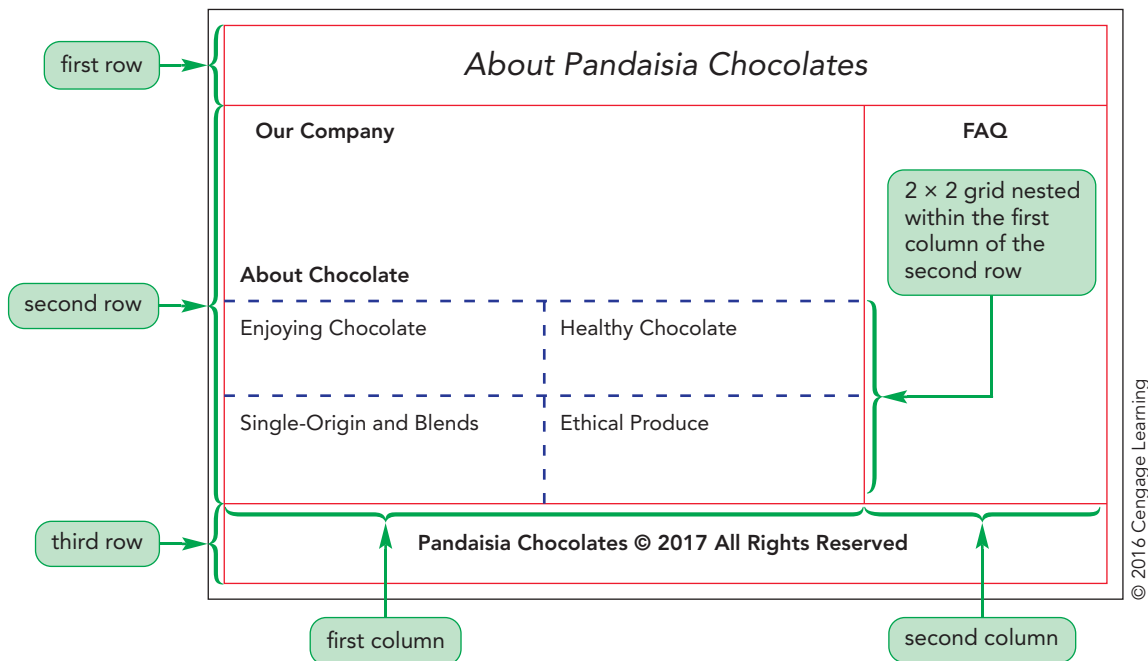 first row
About Pandaisia Chocolates
Our Company
FAQ
2 × 2 grid nested
within the first
column of the
second row
About Chocolate
second row
Enjoying Chocolate
Healthy Chocolate
Single-Origin and Blends
Ethical Produce
third row
Pandaisia Chocolates © 2017 All Rights Reserved
first column
second column
© 2016 Cengage Learning